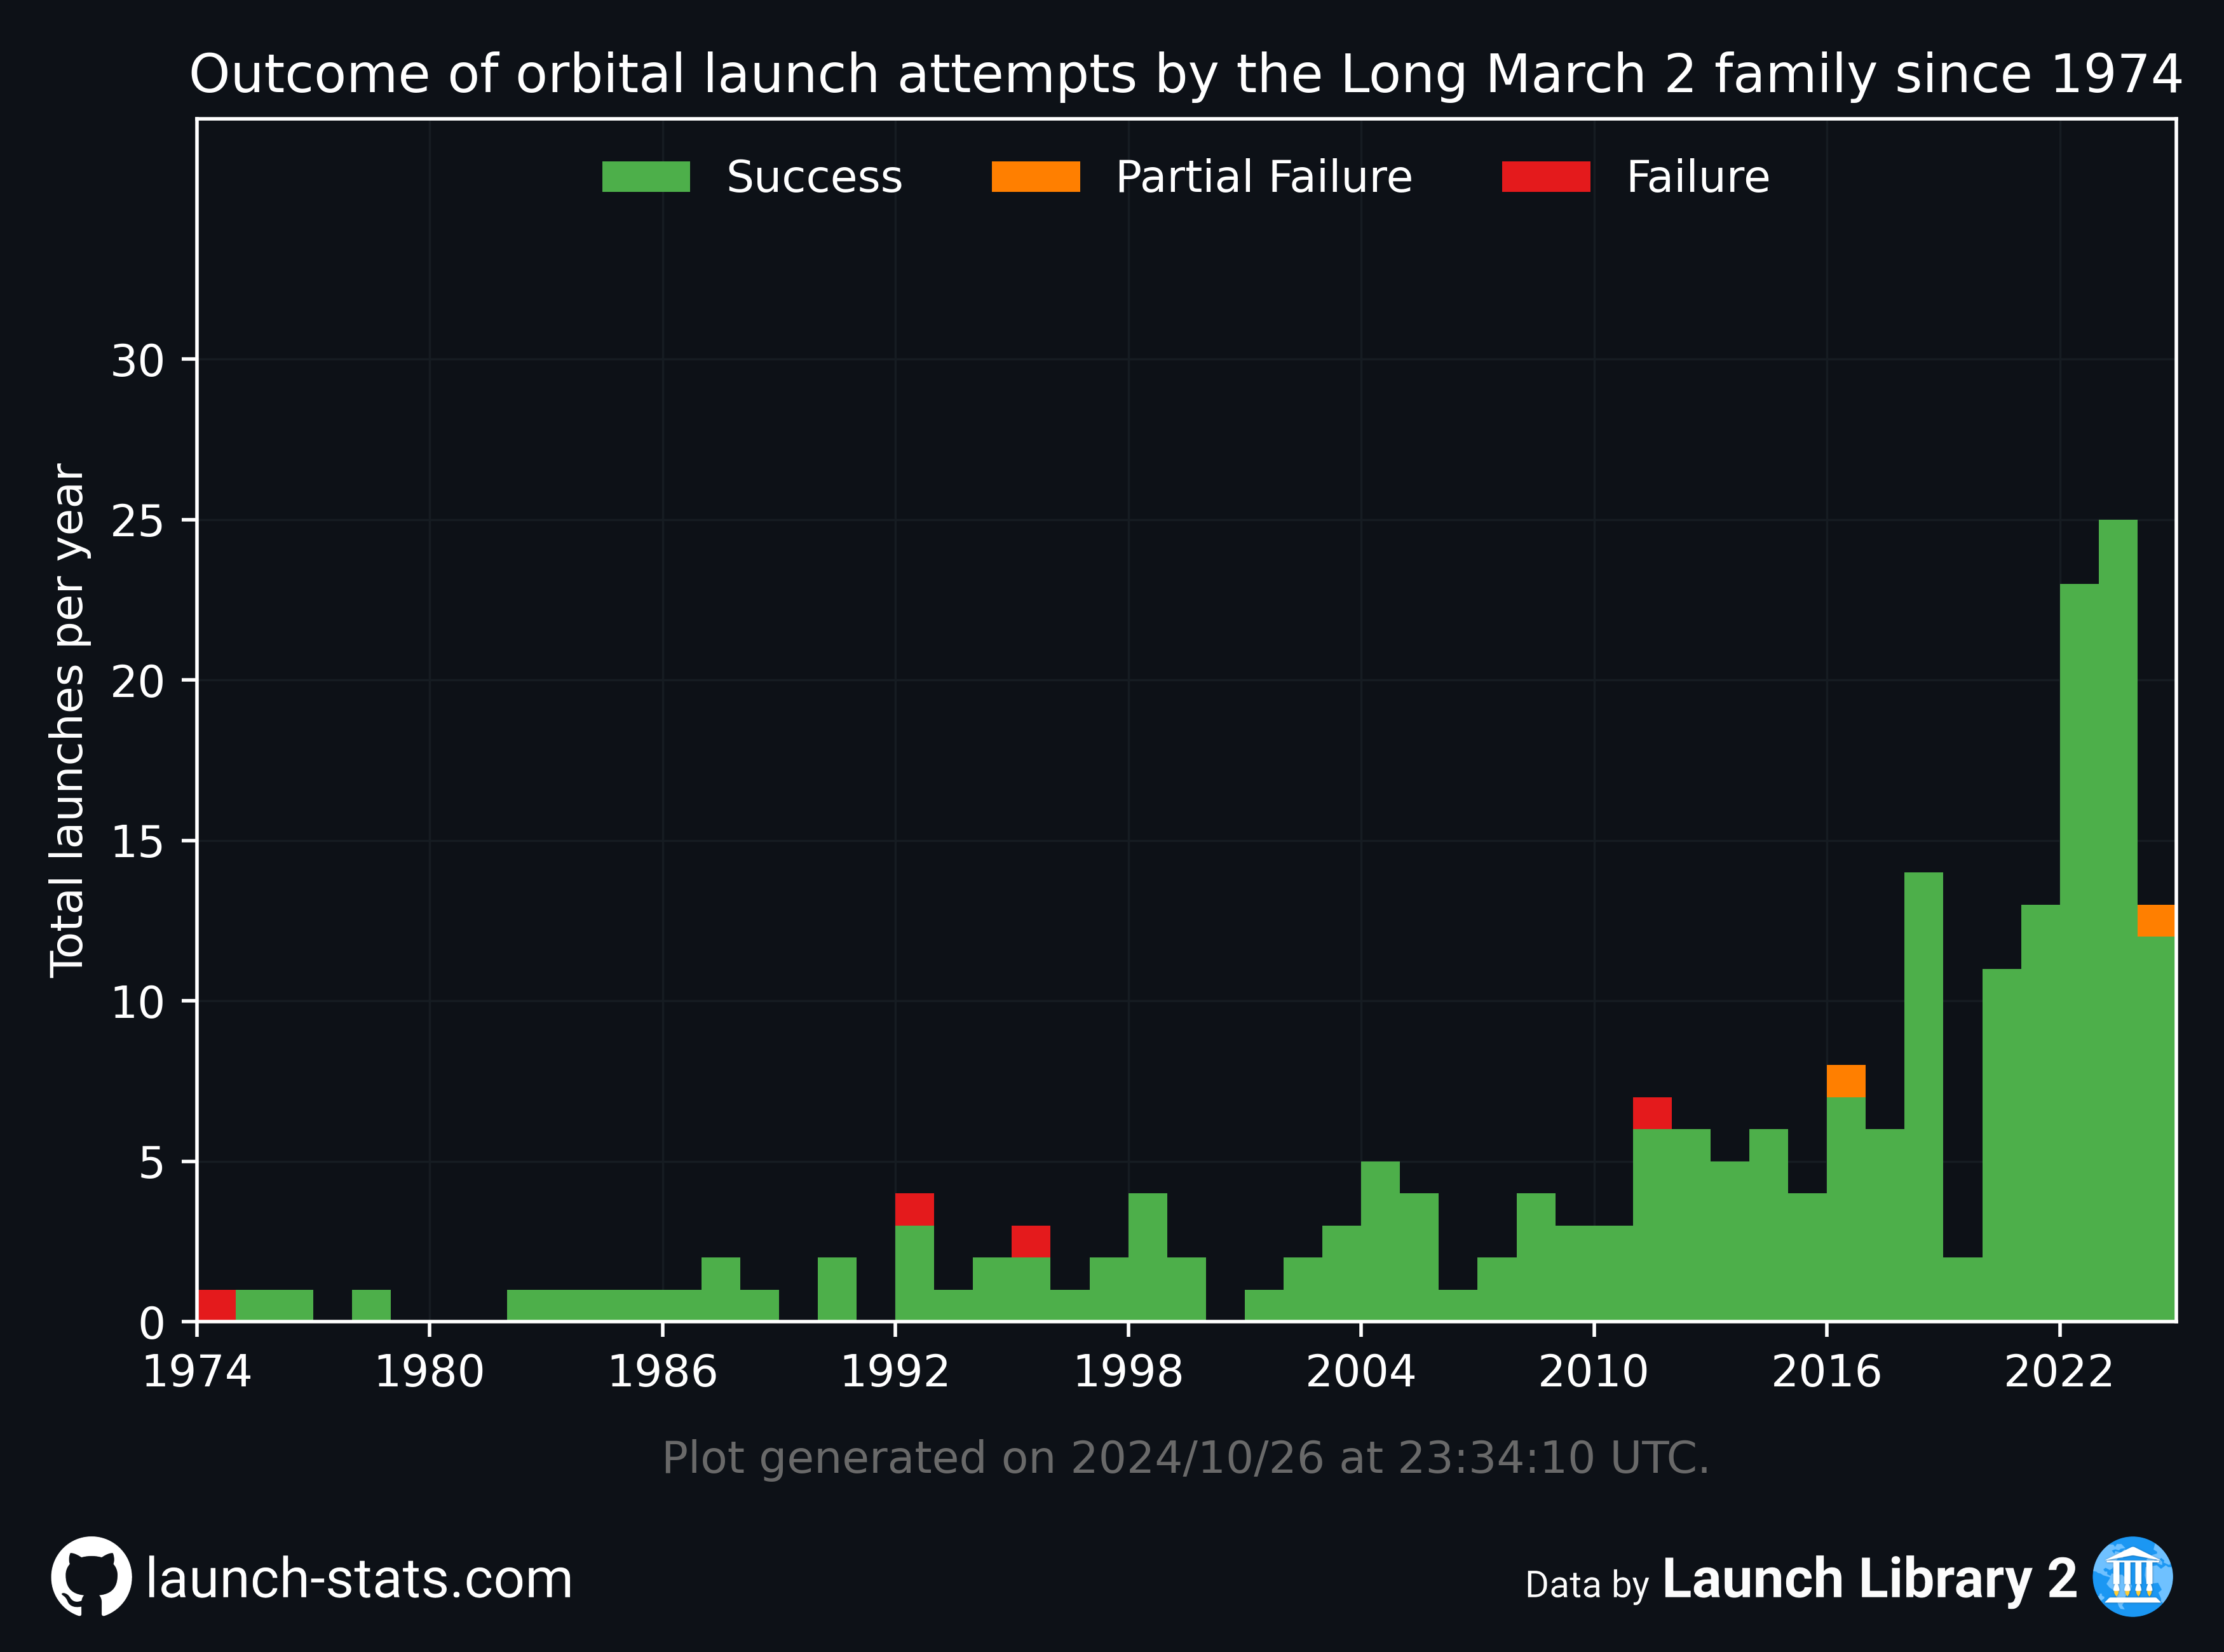 Outcome of orbital launch attempts by the Long March 2 family since 1974
Success Partial Failure Failure
Total launches per year
30
25
20
15
10
5
0
1974 1980 1986 1992 1998 2004 2010 2016 2022
Plot generated on 2024/10/26 at 23:34:10 UTC.
launch-stats.com
Data by Launch Library 2